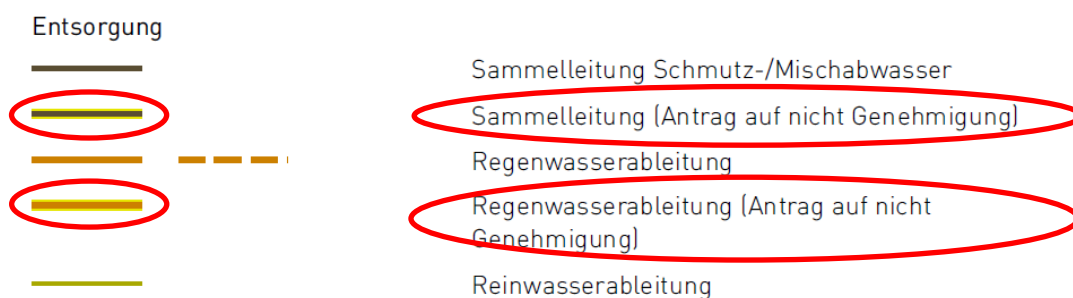 Entsorgung
Sammelleitung Schmutz-/Mischabwasser
Sammelleitung (Antrag auf nicht Genehmigung)
Regenwasserableitung
Regenwasserableitung (Antrag auf nicht
Genehmigung)
Reinwasserableitung